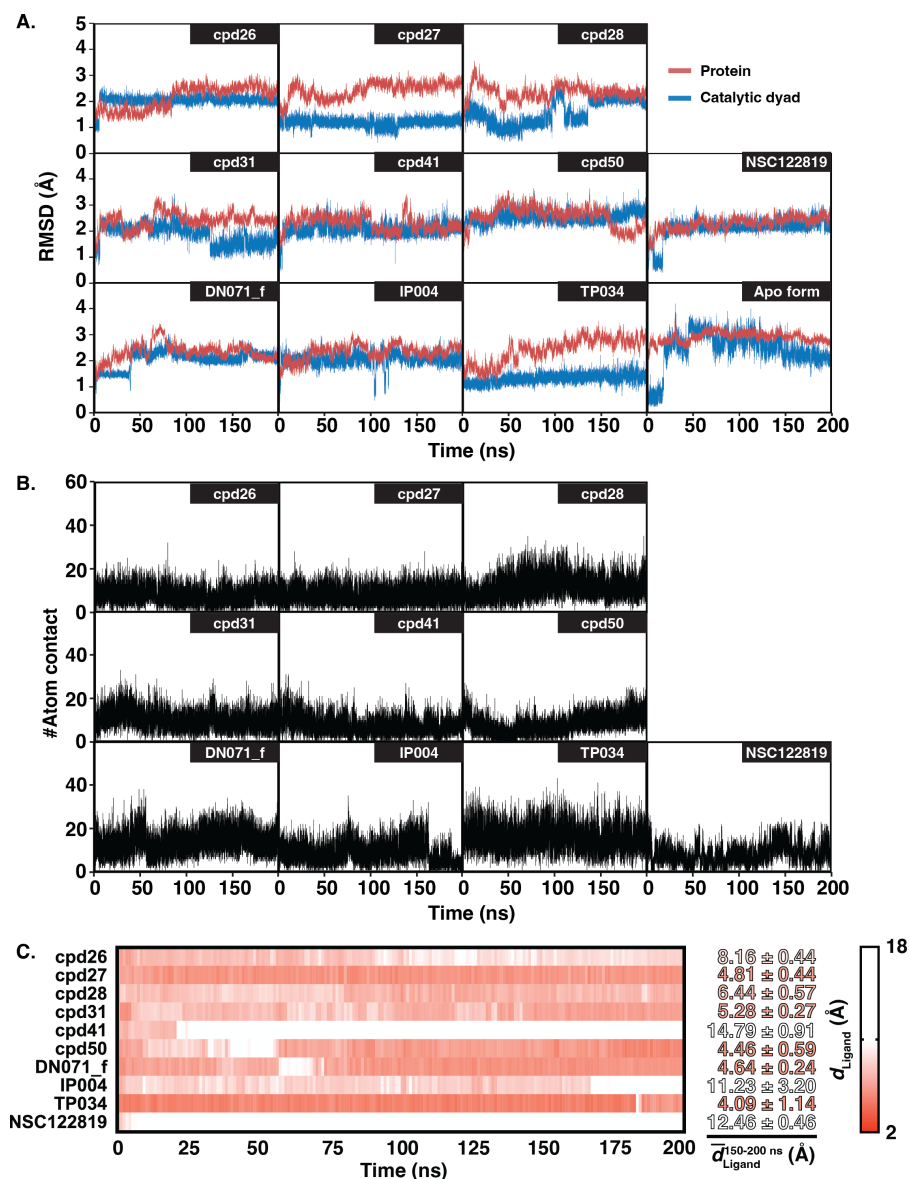 A.
cpd26 cpd27 cpd28
Protein
Catalytic dyad
5
4
3
2
1
0
cpd31 cpd41 cpd50 NSC122819
4
3
2
1
0
RMSD (Å)
DN071_f IP004 TP034 Apo form
4
3
2
1
0
0 50 100 150 0 50 100 150 0 50 100 150 0 50 100 150 200
Time (ns)
B.
cpd26 cpd27 cpd28
60
40
20
0
cpd31 cpd41 cpd50
40
20
0
#Atom contact
DN071_f IP004 TP034 NSC122819
40
20
0
0 50 100 150 0 50 100 150 0 50 100 150 0 50 100 150 200
Time (ns)
C.
cpd26 8.16 ± 0.44
cpd27 4.81 ± 0.44
cpd28 6.44 ± 0.57
cpd31 5.28 ± 0.27
cpd41 14.79 ± 0.91
cpd50 4.46 ± 0.59
DN071_f 4.64 ± 0.24
IP004 11.23 ± 3.20
TP034 4.09 ± 1.14
NSC122819 12.46 ± 0.46
0 25 50 75 100 125 150 175 200
Time (ns)
d̅ Ligand 150-200 ns (Å)
18
d Ligand (Å)
2